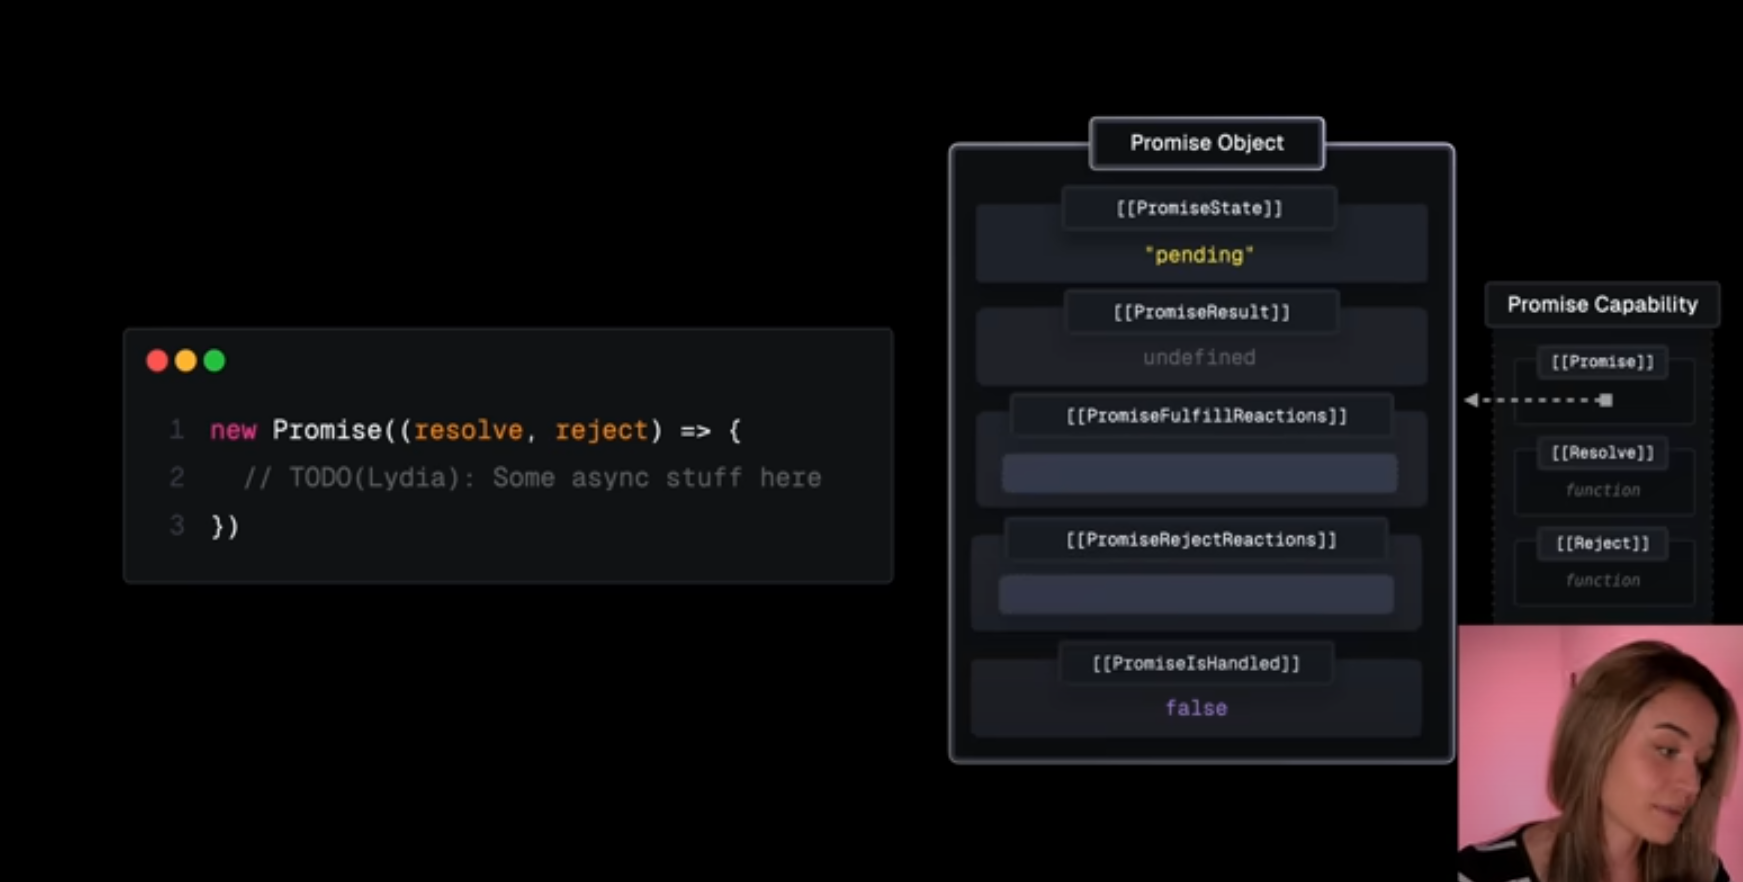 1 new Promise((resolve, reject) => {
2 // TODO(Lydia): Some async stuff here
3 })
Promise Object
[[PromiseState]]
"pending"
[[PromiseResult]]
undefined
[[PromiseFulfillReactions]]
[[PromiseRejectReactions]]
[[PromiseIsHandled]]
false
Promise Capability
[[Promise]]
[[Resolve]]
function
[[Reject]]
function